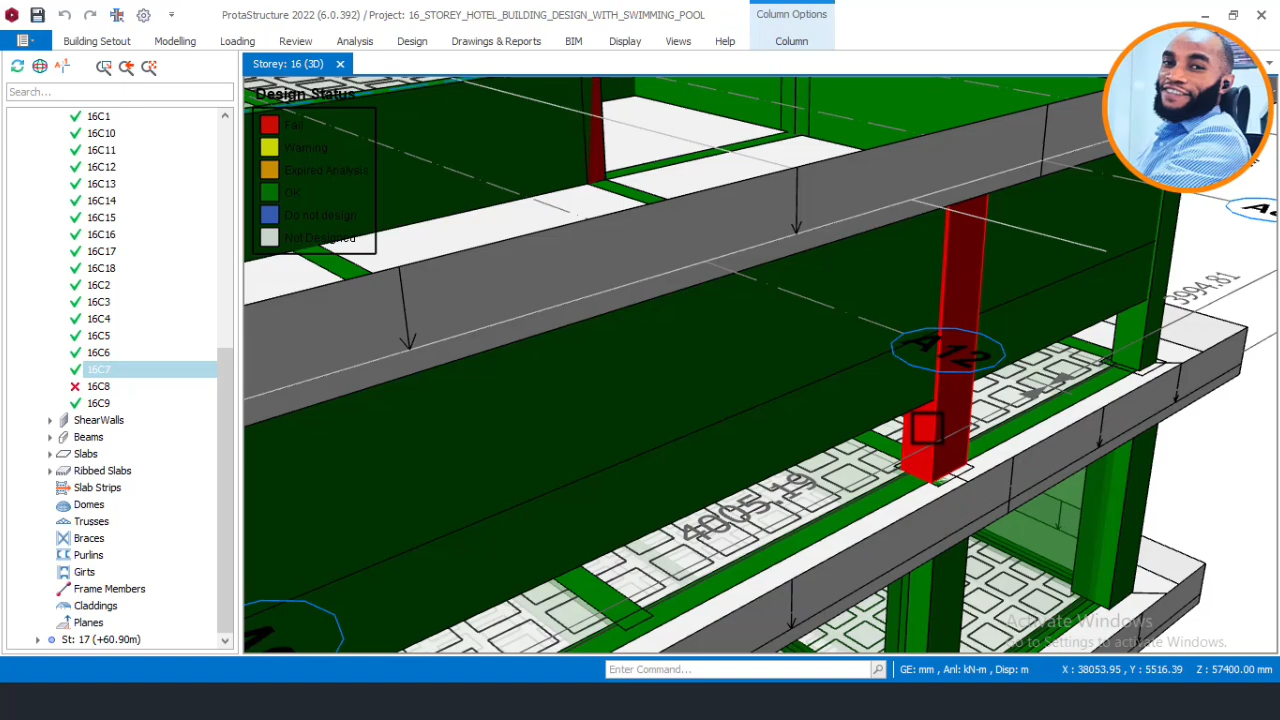 ProtaStructure 2022 (6.0.392) / Project: 16_STOREY_HOTEL_BUILDING_DESIGN_WITH_SWIMMING_POOL
Column Options
Building Setout Modelling Loading Review Analysis Design Drawings & Reports BIM Display Views Help Column
Storey: 16 (3D)
Search...
Design Status
Fail
Warning
Expired Analysis
OK
Do not design
Not Designed
16C1
16C10
16C11
16C12
16C13
16C14
16C15
16C16
16C17
16C18
16C2
16C3
16C4
16C5
16C6
16C7
16C8
16C9
ShearWalls
Beams
Slabs
Ribbed Slabs
Slab Strips
Domes
Trusses
Braces
Purlins
Girts
Frame Members
Claddings
Planes
St: 17 (+60.90m)
3994.81
A12
4005.19
Activate Windows
Go to Settings to activate Windows.
Enter Command...
GE: mm , Anl: kN-m , Disp: m
X : 38053.95 , Y : 5516.39
Z : 57400.00 mm